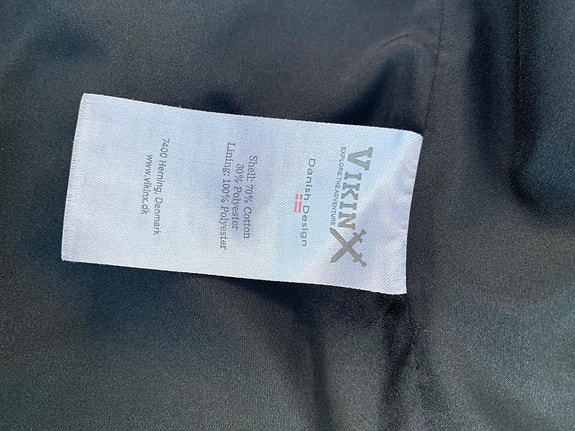 VIKINX
EXPLORE THE ADVENTURE
Danish Design
Shell: 70% Cotton
30% Polyester
Lining: 100% Polyester
7400 Herning, Denmark
www.vikinx.dk